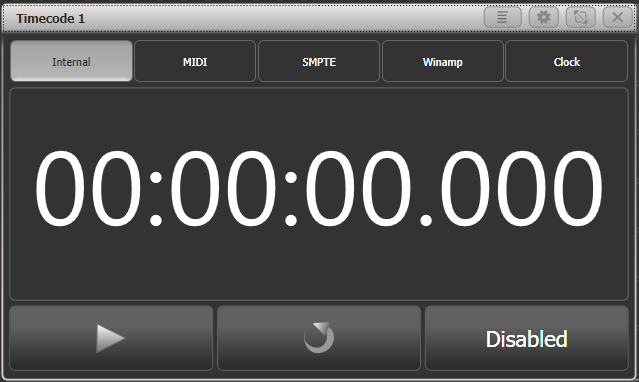 Timecode 1
Internal MIDI SMPTE Winamp Clock
00:00:00.000
Disabled